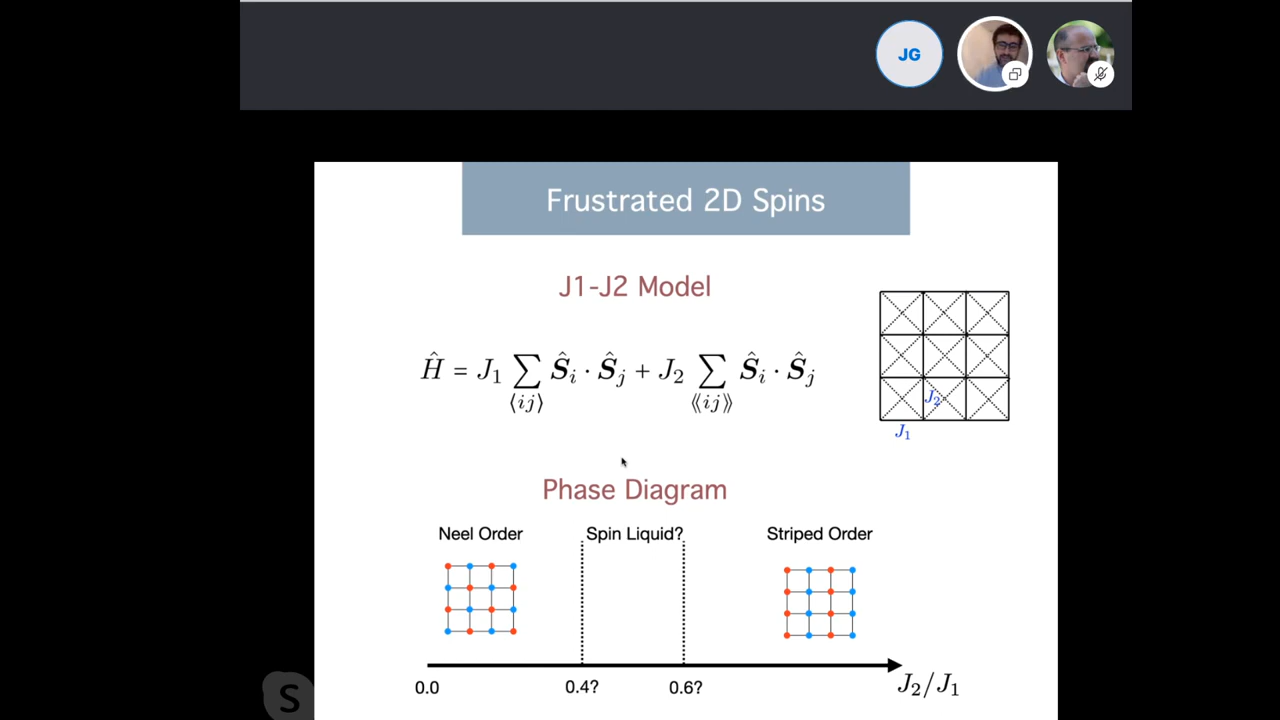 JG
Frustrated 2D Spins
J1-J2 Model
Ĥ = J₁ ∑⟨ij⟩ Ŝᵢ · Ŝⱼ + J₂ ∑⟨⟨ij⟩⟩ Ŝᵢ · Ŝⱼ
J₂
J₁
Phase Diagram
Neel Order Spin Liquid? Striped Order
0.0 0.4? 0.6? J₂/J₁
S